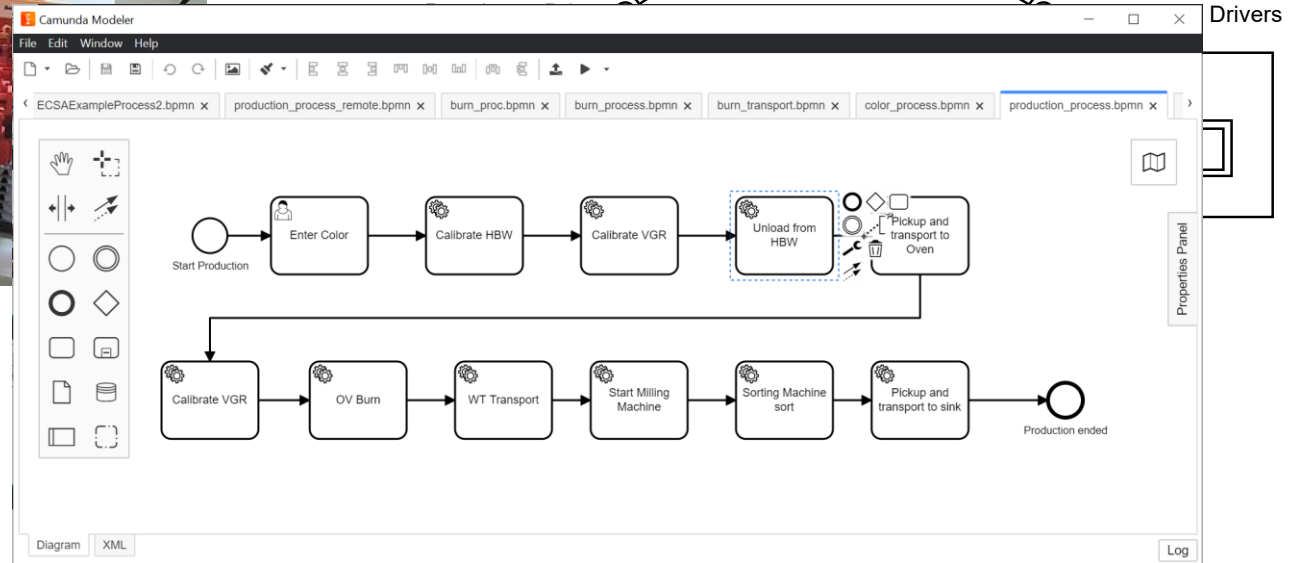 Drivers
Camunda Modeler
File Edit Window Help
ECSAExampleProcess2.bpmn x
production_process_remote.bpmn x
burn_proc.bpmn x
burn_process.bpmn x
burn_transport.bpmn x
color_process.bpmn x
production_process.bpmn x
Start Production
Enter Color
Calibrate HBW
Calibrate VGR
Unload from
HBW
Pickup and
transport to
Oven
Properties Panel
Calibrate VGR
OV Burn
WT Transport
Start Milling
Machine
Sorting Machine
sort
Pickup and
transport to sink
Production ended
Diagram
XML
Log